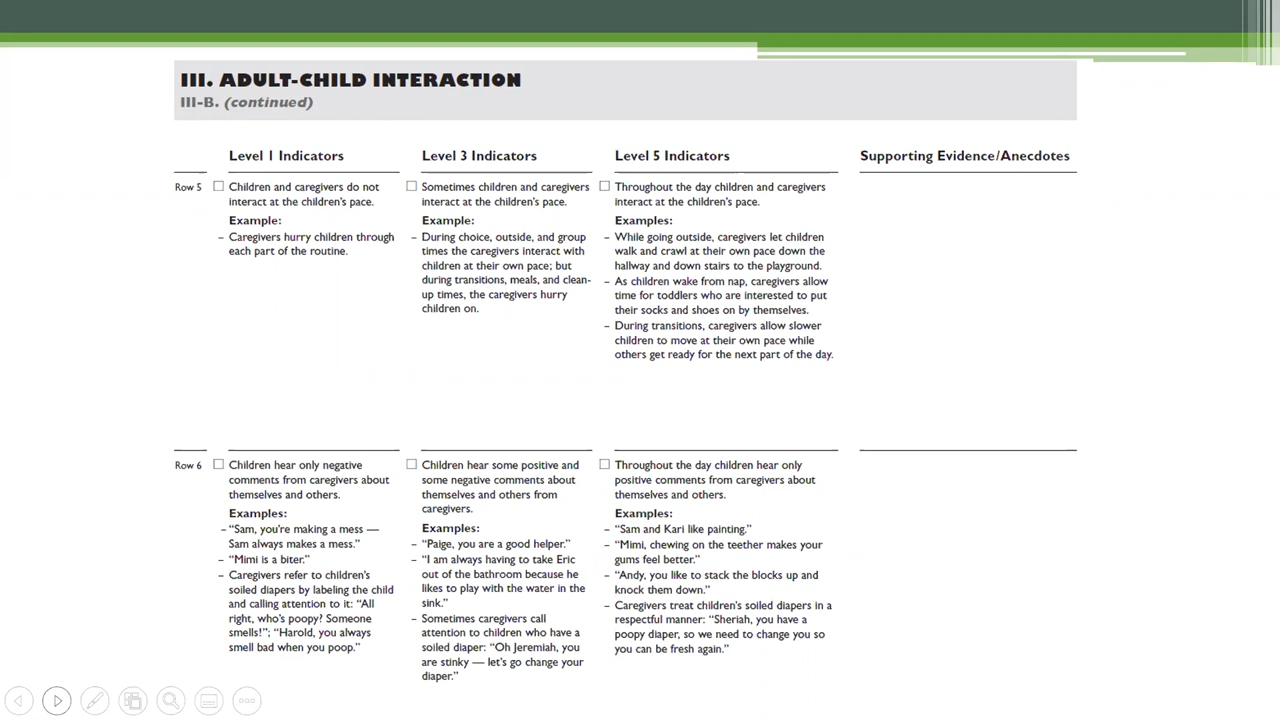 III. ADULT-CHILD INTERACTION
III-B. (continued)
Level 1 Indicators
Level 3 Indicators
Level 5 Indicators
Supporting Evidence/Anecdotes
Row 5
Children and caregivers do not
interact at the children's pace.
Example:
– Caregivers hurry children through
each part of the routine.
Sometimes children and caregivers
interact at the children's pace.
Example:
– During choice, outside, and group
times the caregivers interact with
children at their own pace; but
during transitions, meals, and clean-
up times, the caregivers hurry
children on.
Throughout the day children and caregivers
interact at the children's pace.
Examples:
– While going outside, caregivers let children
walk and crawl at their own pace down the
hallway and down stairs to the playground.
– As children wake from nap, caregivers allow
time for toddlers who are interested to put
their socks and shoes on by themselves.
– During transitions, caregivers allow slower
children to move at their own pace while
others get ready for the next part of the day.
Row 6
Children hear only negative
comments from caregivers about
themselves and others.
Examples:
– “Sam, you're making a mess —
Sam always makes a mess.”
– “Mimi is a biter.”
– Caregivers refer to children's
soiled diapers by labeling the child
and calling attention to it: “All
right, who's poopy? Someone
smells!”; “Harold, you always
smell bad when you poop.”
Children hear some positive and
some negative comments about
themselves and others from
caregivers.
Examples:
– “Paige, you are a good helper.”
– “I am always having to take Eric
out of the bathroom because he
likes to play with the water in the
sink.”
– Sometimes caregivers call
attention to children who have a
soiled diaper: “Oh Jeremiah, you
are stinky — let's go change your
diaper.”
Throughout the day children hear only
positive comments from caregivers about
themselves and others.
Examples:
– “Sam and Kari like painting.”
– “Mimi, chewing on the teether makes your
gums feel better.”
– “Andy, you like to stack the blocks up and
knock them down.”
– Caregivers treat children's soiled diapers in a
respectful manner: “Sheriah, you have a
poopy diaper, so we need to change you so
you can be fresh again.”